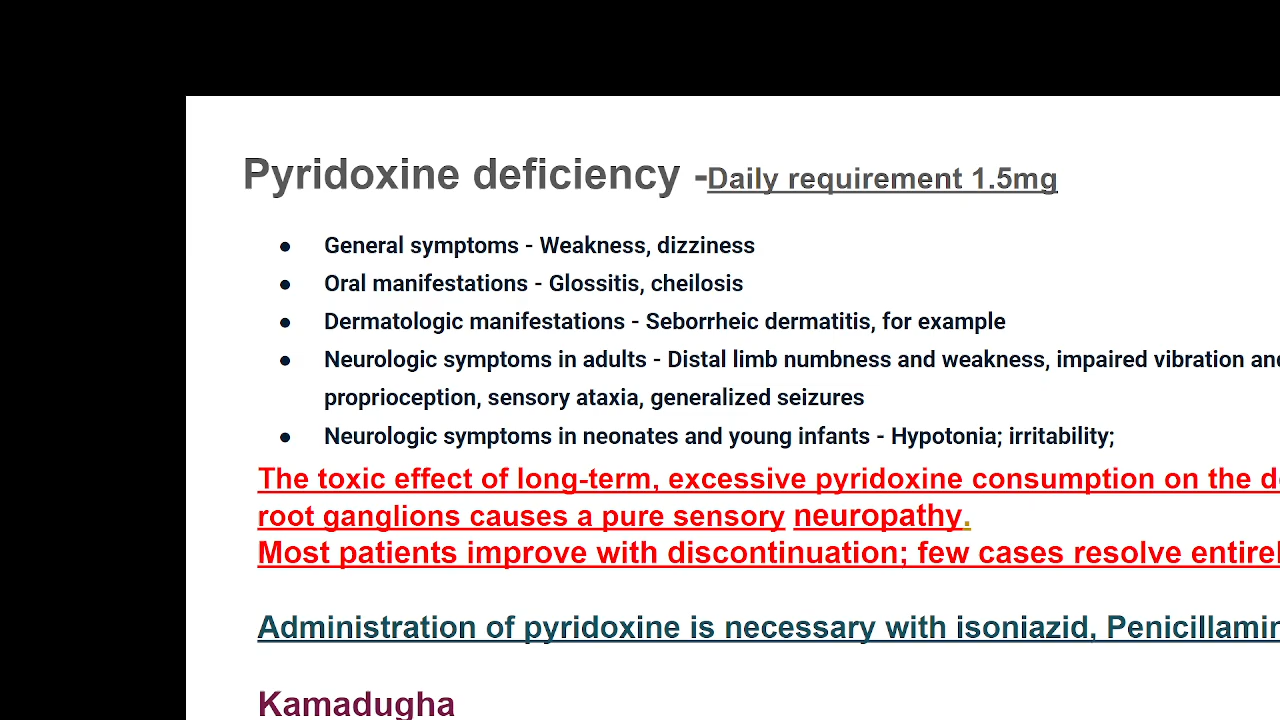 Pyridoxine deficiency -Daily requirement 1.5mg
● General symptoms - Weakness, dizziness
● Oral manifestations - Glossitis, cheilosis
● Dermatologic manifestations - Seborrheic dermatitis, for example
● Neurologic symptoms in adults - Distal limb numbness and weakness, impaired vibration
proprioception, sensory ataxia, generalized seizures
● Neurologic symptoms in neonates and young infants - Hypotonia; irritability;
The toxic effect of long-term, excessive pyridoxine consumption on the
root ganglions causes a pure sensory neuropathy.
Most patients improve with discontinuation; few cases resolve
Administration of pyridoxine is necessary with isoniazid,
Kamadugha